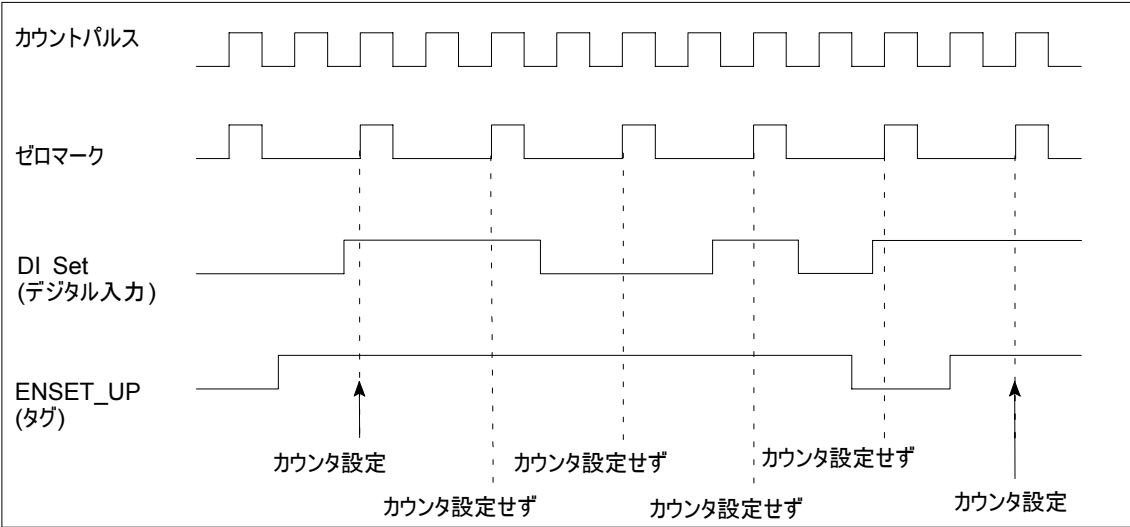 カウントパルス
ゼロマーク
DI Set
(デジタル入力)
ENSET_UP
(タグ)
カウンタ設定
カウンタ設定せず
カウンタ設定せず
カウンタ設定せず
カウンタ設定せず
カウンタ設定